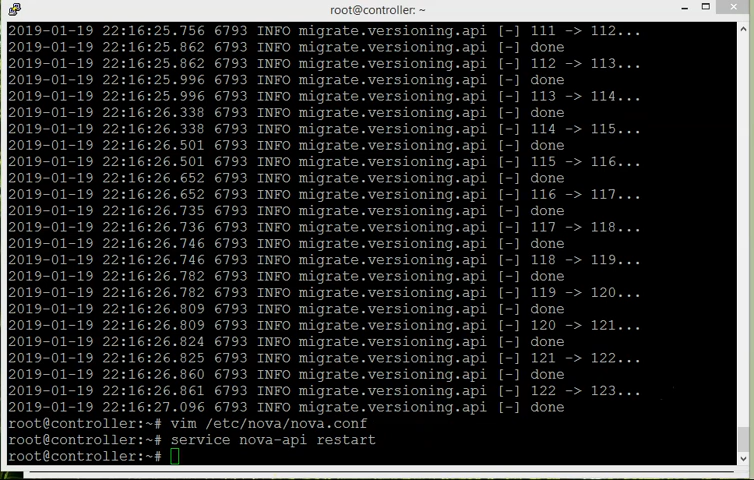 root@controller: ~
2019-01-19 22:16:25.756 6793 INFO migrate.versioning.api [-] 111 -> 112...
2019-01-19 22:16:25.862 6793 INFO migrate.versioning.api [-] done
2019-01-19 22:16:25.862 6793 INFO migrate.versioning.api [-] 112 -> 113...
2019-01-19 22:16:25.996 6793 INFO migrate.versioning.api [-] done
2019-01-19 22:16:25.996 6793 INFO migrate.versioning.api [-] 113 -> 114...
2019-01-19 22:16:26.338 6793 INFO migrate.versioning.api [-] done
2019-01-19 22:16:26.338 6793 INFO migrate.versioning.api [-] 114 -> 115...
2019-01-19 22:16:26.501 6793 INFO migrate.versioning.api [-] done
2019-01-19 22:16:26.501 6793 INFO migrate.versioning.api [-] 115 -> 116...
2019-01-19 22:16:26.652 6793 INFO migrate.versioning.api [-] done
2019-01-19 22:16:26.652 6793 INFO migrate.versioning.api [-] 116 -> 117...
2019-01-19 22:16:26.735 6793 INFO migrate.versioning.api [-] done
2019-01-19 22:16:26.736 6793 INFO migrate.versioning.api [-] 117 -> 118...
2019-01-19 22:16:26.746 6793 INFO migrate.versioning.api [-] done
2019-01-19 22:16:26.746 6793 INFO migrate.versioning.api [-] 118 -> 119...
2019-01-19 22:16:26.782 6793 INFO migrate.versioning.api [-] done
2019-01-19 22:16:26.782 6793 INFO migrate.versioning.api [-] 119 -> 120...
2019-01-19 22:16:26.809 6793 INFO migrate.versioning.api [-] done
2019-01-19 22:16:26.809 6793 INFO migrate.versioning.api [-] 120 -> 121...
2019-01-19 22:16:26.824 6793 INFO migrate.versioning.api [-] done
2019-01-19 22:16:26.825 6793 INFO migrate.versioning.api [-] 121 -> 122...
2019-01-19 22:16:26.860 6793 INFO migrate.versioning.api [-] done
2019-01-19 22:16:26.861 6793 INFO migrate.versioning.api [-] 122 -> 123...
2019-01-19 22:16:27.096 6793 INFO migrate.versioning.api [-] done
root@controller:~# vim /etc/nova/nova.conf
root@controller:~# service nova-api restart
root@controller:~#